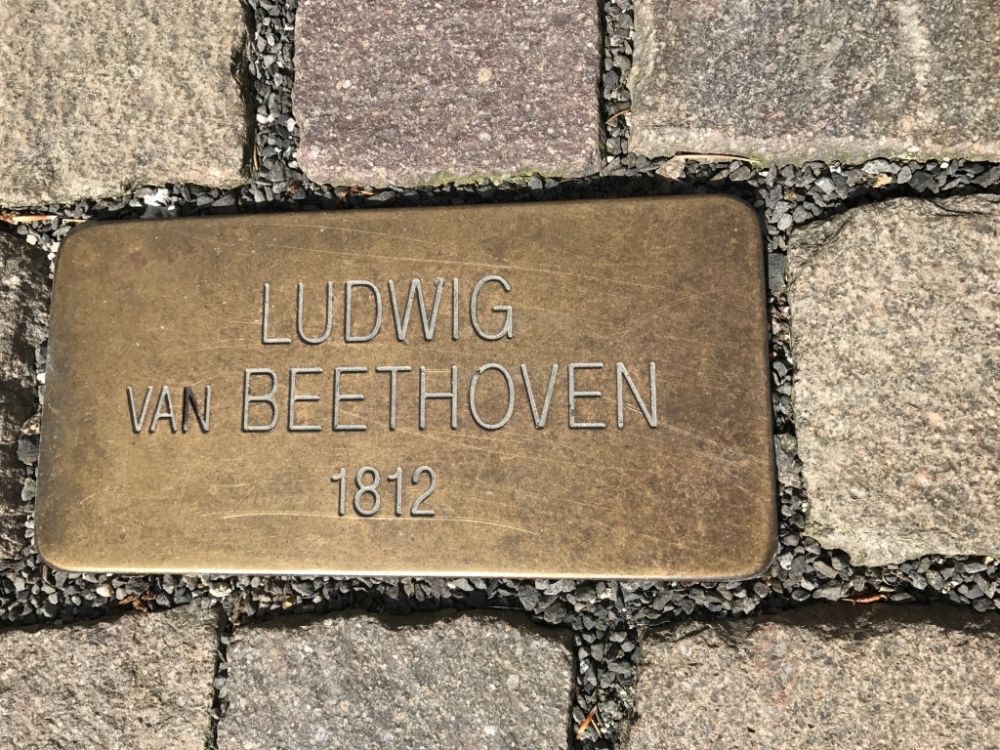 LUDWIG
VAN BEETHOVEN
1812